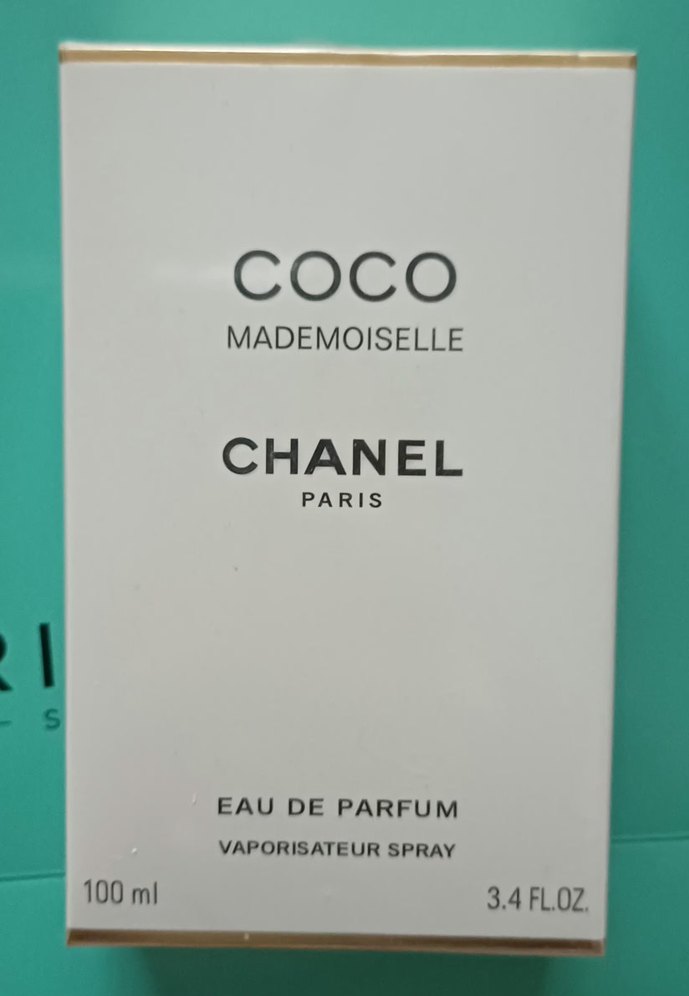 COCO
MADEMOISELLE
CHANEL
PARIS
EAU DE PARFUM
VAPORISATEUR SPRAY
100 ml
3.4 FL.OZ.